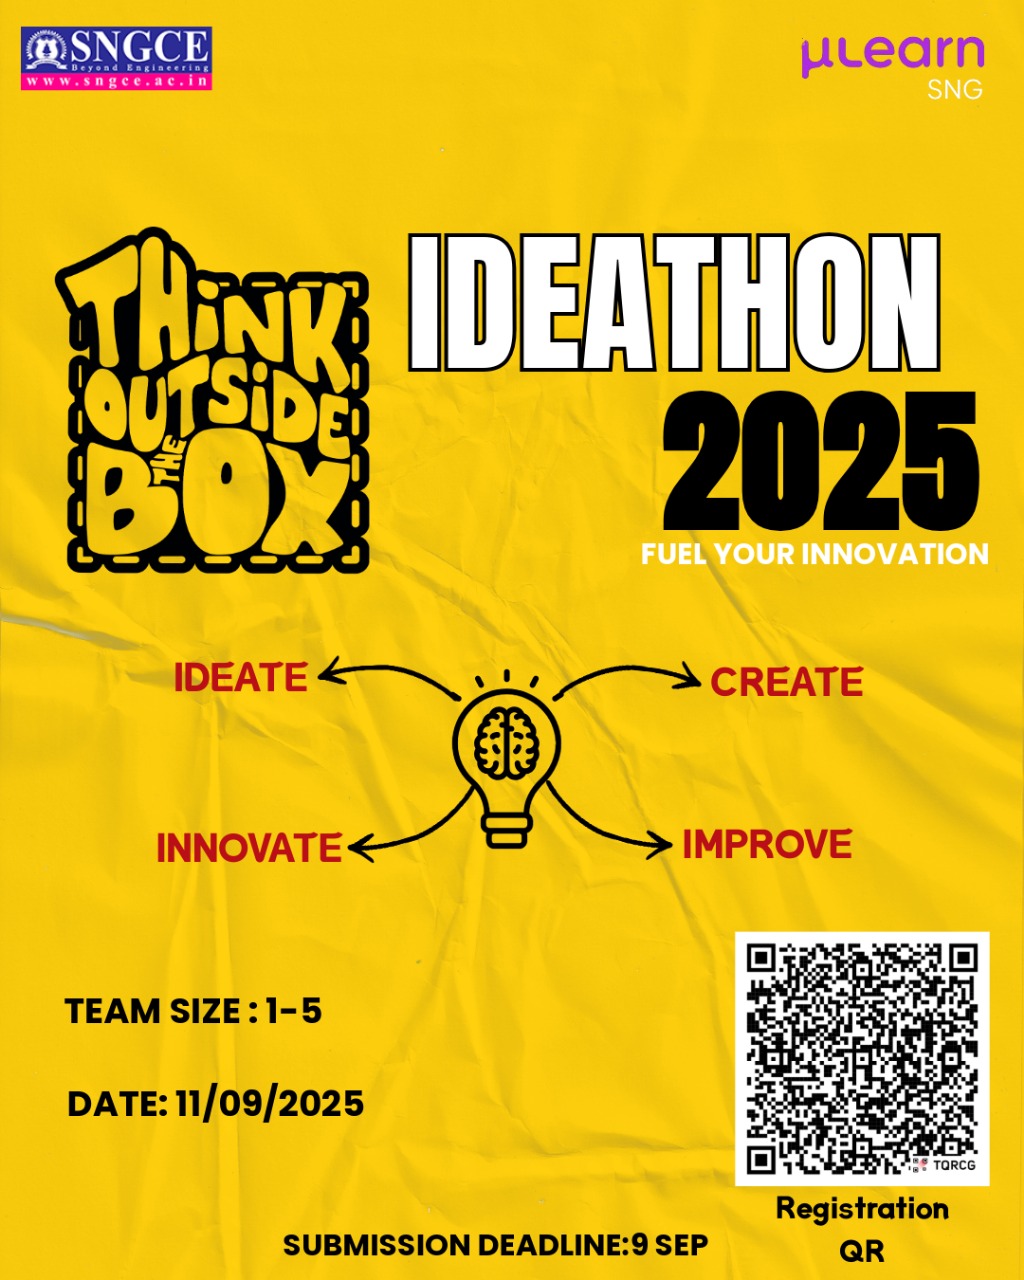 SNGCE
Beyond Engineering
www.sngce.ac.in
µLearn
SNG
THiNK
OUTSiDE
THE
BOX
IDEATHON
2025
FUEL YOUR INNOVATION
IDEATE
CREATE
INNOVATE
IMPROVE
TEAM SIZE : 1-5
DATE: 11/09/2025
TQRCG
Registration
QR
SUBMISSION DEADLINE:9 SEP